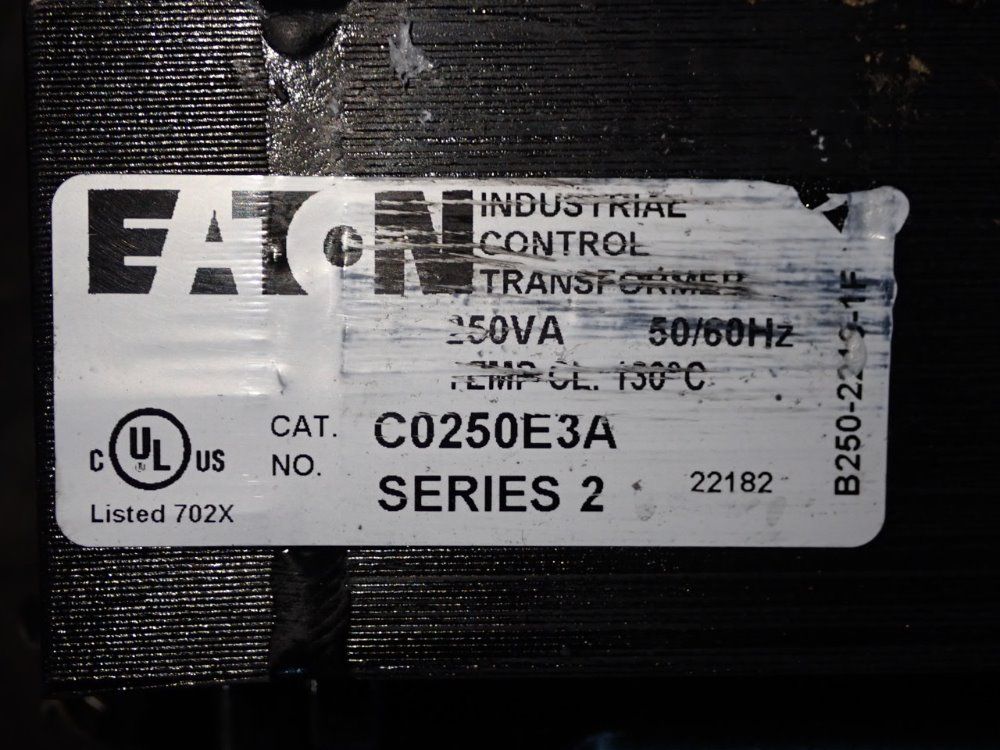 EATON
INDUSTRIAL
CONTROL
TRANSFORMER
250VA 50/60Hz
TEMP CL. 130°C
C UL US
Listed 702X
CAT. NO. C0250E3A
SERIES 2
22182